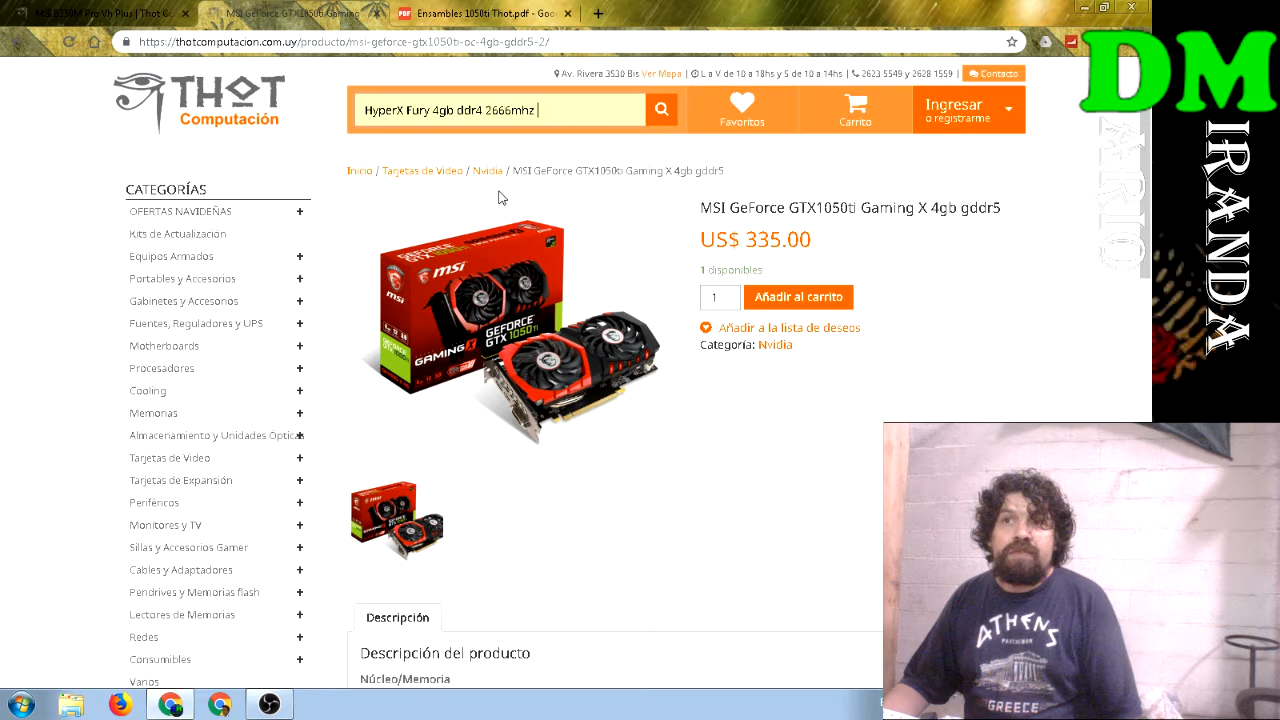 MSI B350M Pro Vh Plus | Thot C
MSI GeForce GTX1050ti Gaming
PDF Ensambles 1050ti Thot.pdf - Goo
https://thotcomputacion.com.uy/producto/msi-geforce-gtx1050ti-oc-4gb-gddr5-2/
DM
ARIO
IRANDA
THOT
Computación
Av. Rivera 3530 Bis Ver Mapa | L a V de 10 a 18hs y S de 10 a 14hs | 2623 5549 y 2628 1559 | Contacto
HyperX Fury 4gb ddr4 2666mhz
Favoritos
Carrito
Ingresar
o registrarme
Inicio / Tarjetas de Video / Nvidia / MSI GeForce GTX1050ti Gaming X 4gb gddr5
CATEGORÍAS
OFERTAS NAVIDEÑAS +
Kits de Actualización
Equipos Armados +
Portables y Accesorios +
Gabinetes y Accesorios +
Fuentes, Reguladores y UPS +
Motherboards +
Procesadores +
Cooling +
Memorias +
Almacenamiento y Unidades Ópticas +
Tarjetas de Video +
Tarjetas de Expansión +
Periféricos +
Monitores y TV +
Sillas y Accesorios Gamer +
Cables y Adaptadores +
Pendrives y Memorias flash +
Lectores de Memorias +
Redes +
Consumibles +
Varios
MSI GeForce GTX1050ti Gaming X 4gb gddr5
US$ 335.00
1 disponibles
1
Añadir al carrito
Añadir a la lista de deseos
Categoría: Nvidia
msi
GEFORCE
GTX 1050 TI
GAMING X
Descripción
Descripción del producto
Núcleo/Memoria
ATHENS
PARTHENON
GREECE